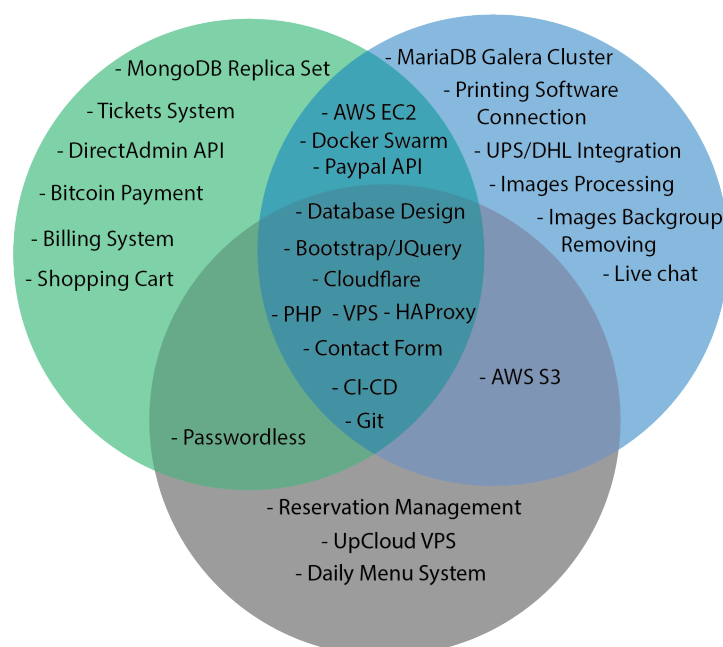 - MongoDB Replica Set
- Tickets System
- DirectAdmin API
- Bitcoin Payment
- Billing System
- Shopping Cart
- AWS EC2
- Docker Swarm
- Paypal API
- MariaDB Galera Cluster
- Printing Software
Connection
- UPS/DHL Integration
- Images Processing
- Images Backgroup
Removing
- Live chat
- Database Design
- Bootstrap/JQuery
- Cloudflare
- PHP - VPS - HAProxy
- Contact Form
- CI-CD
- Git
- AWS S3
- Passwordless
- Reservation Management
- UpCloud VPS
- Daily Menu System